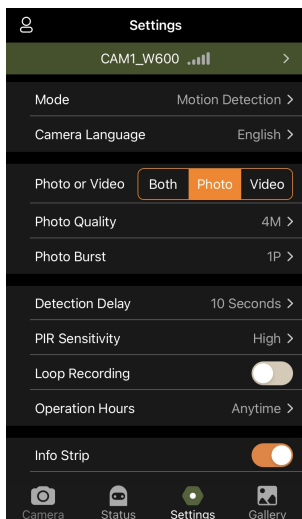 Settings
CAM1_W600
Mode Motion Detection
Camera Language English
Photo or Video Both Photo Video
Photo Quality 4M
Photo Burst 1P
Detection Delay 10 Seconds
PIR Sensitivity High
Loop Recording
Operation Hours Anytime
Info Strip
Camera Status Settings Gallery